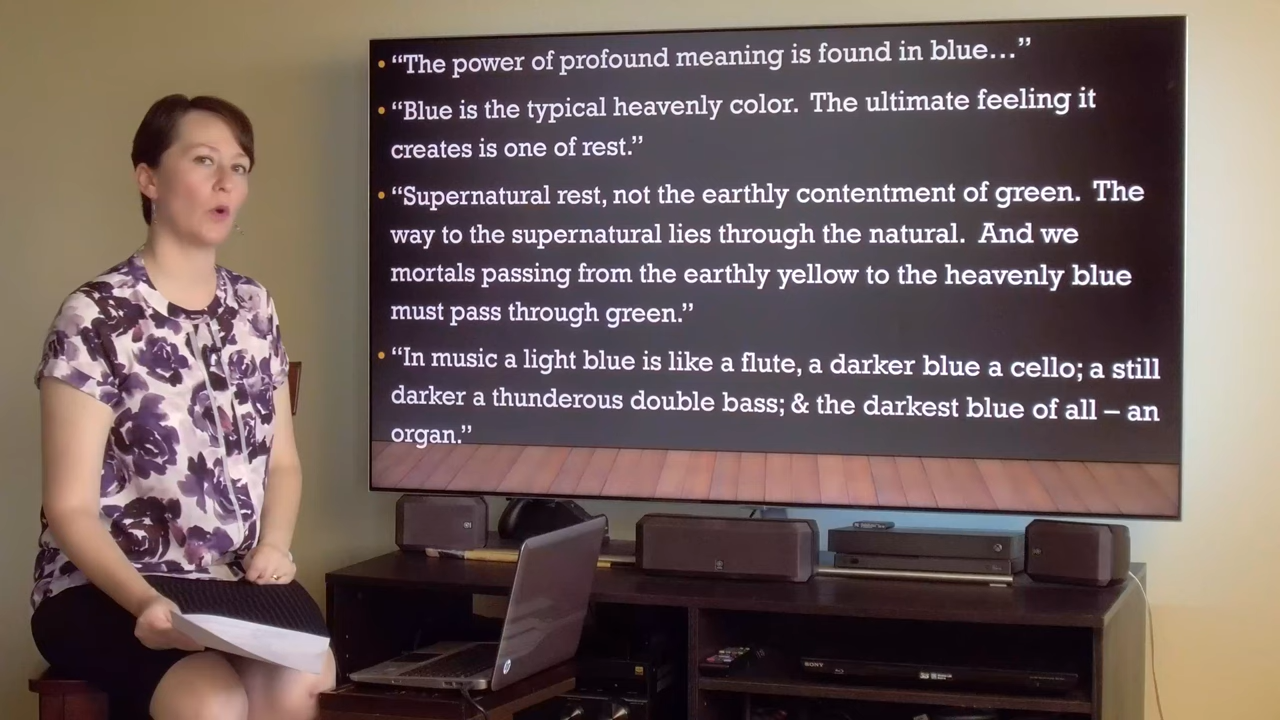 • “The power of profound meaning is found in blue…”
• “Blue is the typical heavenly color.  The ultimate feeling it
creates is one of rest.”
• “Supernatural rest, not the earthly contentment of green.  The
way to the supernatural lies through the natural.  And we
mortals passing from the earthly yellow to the heavenly blue
must pass through green.”
• “In music a light blue is like a flute, a darker blue a cello; a still
darker a thunderous double bass; & the darkest blue of all – an
organ.”
hp
SONY